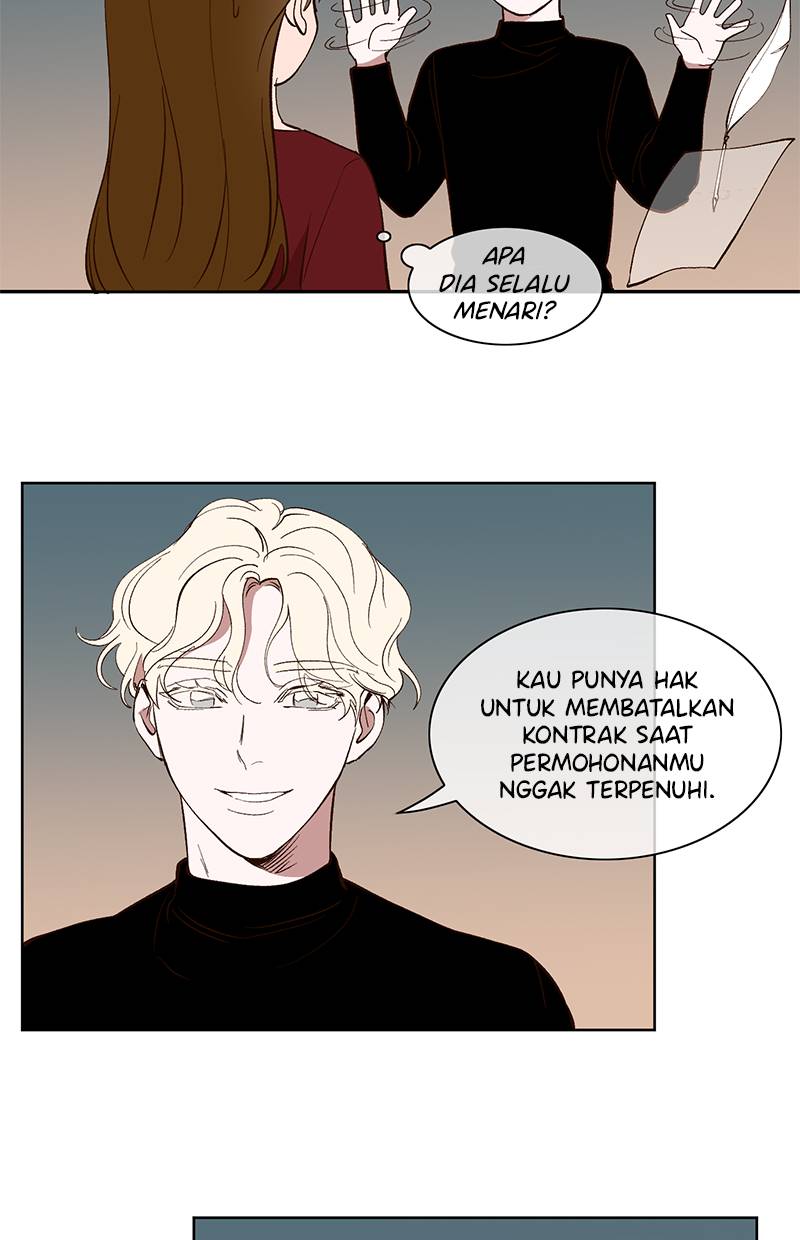 APA
DIA SELALU
MENARI?
KAU PUNYA HAK
UNTUK MEMBATALKAN
KONTRAK SAAT
PERMOHONANMU
NGGAK TERPENUHI.